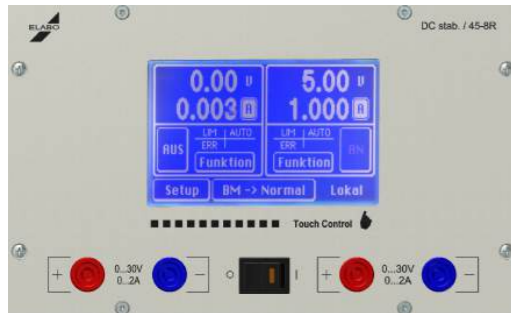 ELABO
DC stab. / 45-8R
0.00 V 5.00 V
0.003 A 1.000 A
LIM AUTO LIM AUTO
AUS ERR ERR AN
Funktion Funktion
Setup BM -> Normal Lokal
Touch Control
+ 0...30V - O I + 0...30V -
0...2A 0...2A